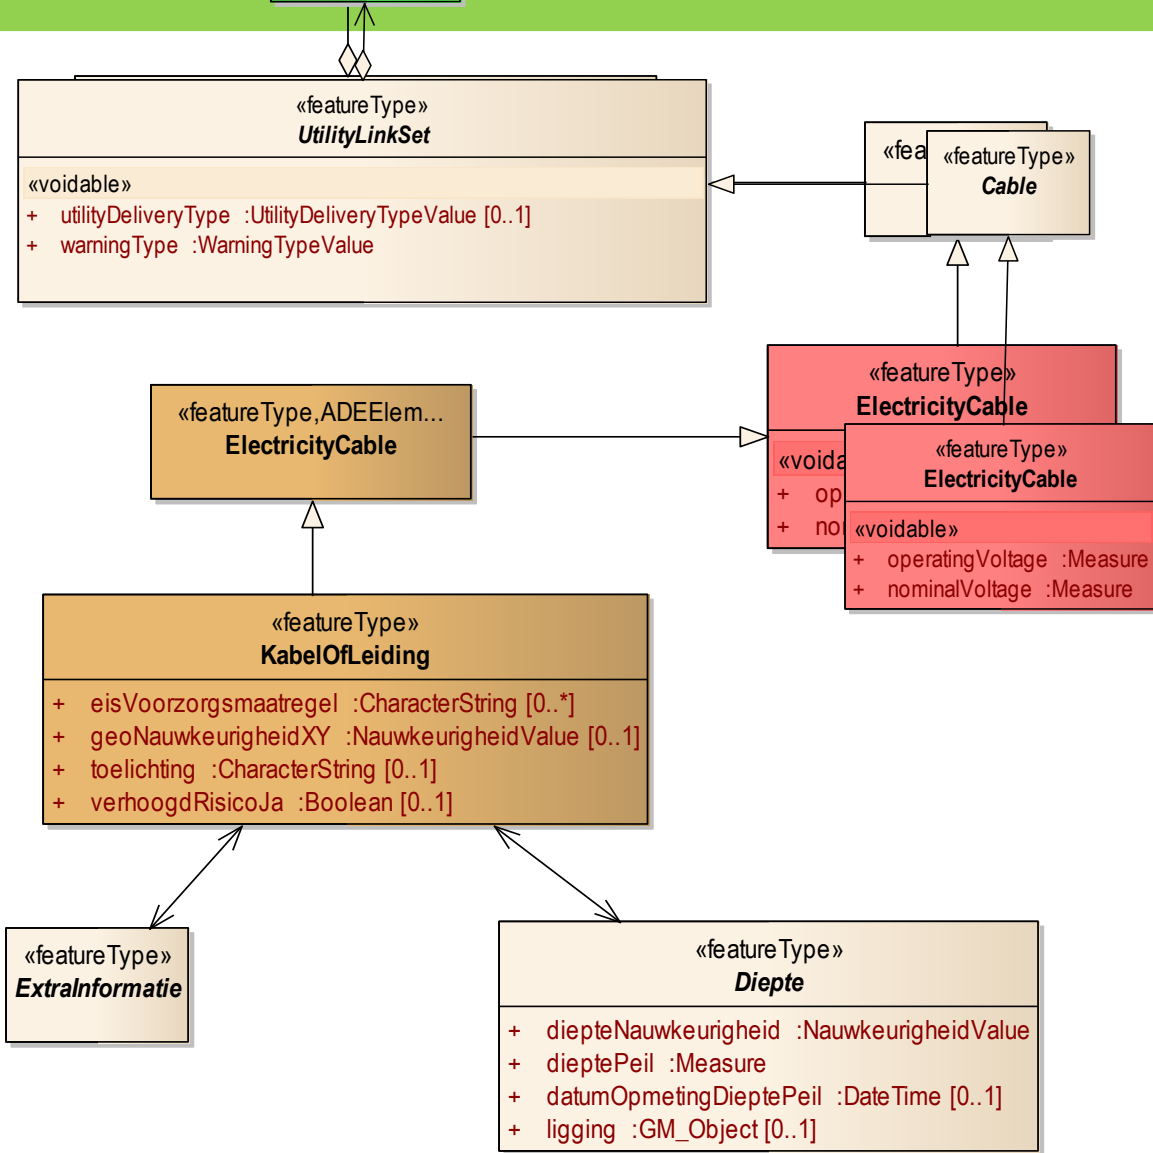 «featureType»
UtilityLinkSet
«voidable»
+ utilityDeliveryType :UtilityDeliveryTypeValue [0..1]
+ warningType :WarningTypeValue
«fea
«featureType»
Cable
«featureType»
ElectricityCable
«voida
+ op
+ no
«featureType»
ElectricityCable
«voidable»
+ operatingVoltage :Measure
+ nominalVoltage :Measure
«featureType,ADEElem...
ElectricityCable
«featureType»
KabelOfLeiding
+ eisVoorzorgsmaatregel :CharacterString [0..*]
+ geoNauwkeurigheidXY :NauwkeurigheidValue [0..1]
+ toelichting :CharacterString [0..1]
+ verhoogdRisicoJa :Boolean [0..1]
«featureType»
ExtraInformatie
«featureType»
Diepte
+ diepteNauwkeurigheid :NauwkeurigheidValue
+ dieptePeil :Measure
+ datumOpmetingDieptePeil :DateTime [0..1]
+ ligging :GM_Object [0..1]